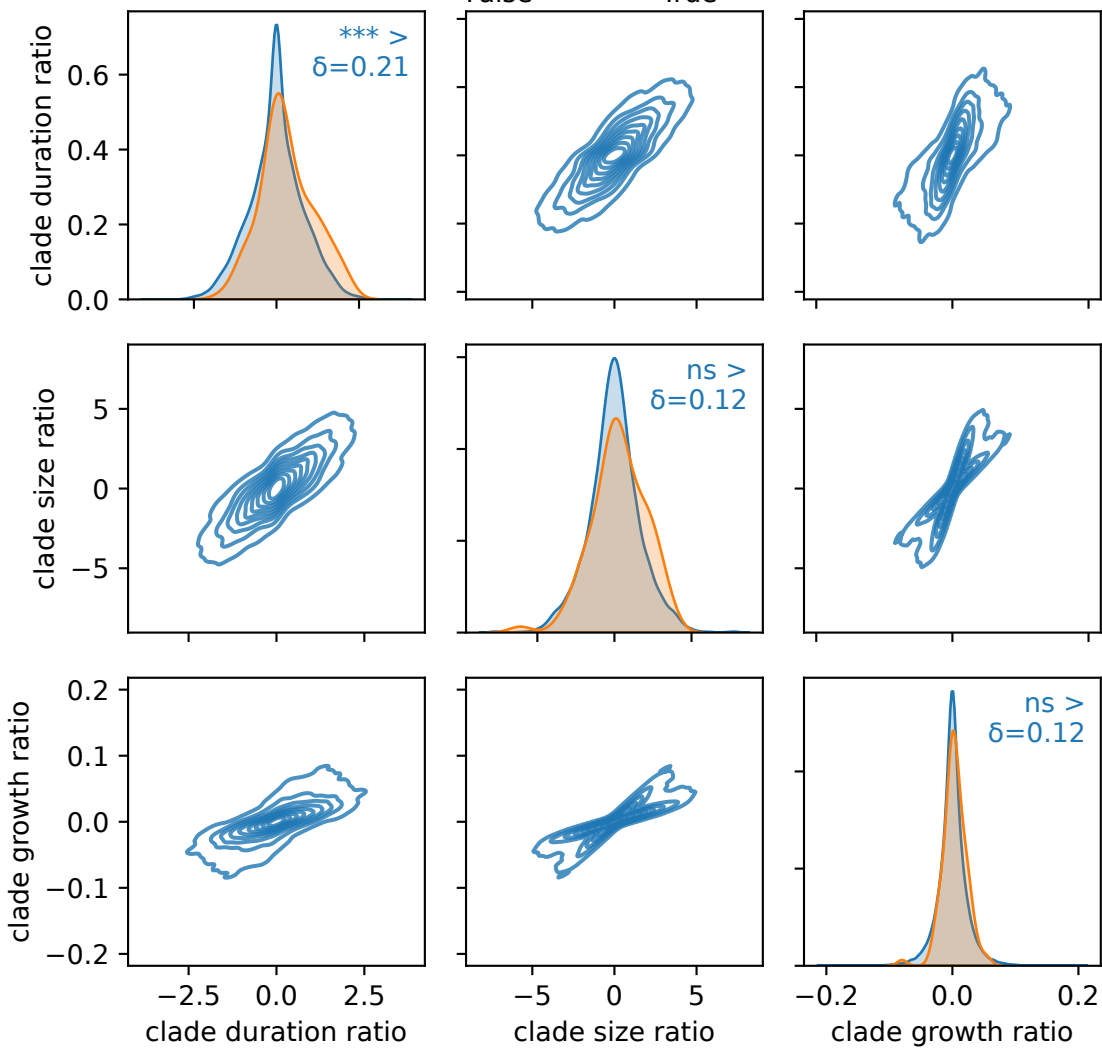 True
clade duration ratio
0.6
0.4
0.2
0.0
*** >
δ=0.21
clade size ratio
5
0
−5
ns >
δ=0.12
clade growth ratio
0.2
0.1
0.0
−0.1
−0.2
ns >
δ=0.12
−2.5 0.0 2.5
−5 0 5
−0.2 0.0 0.2
clade duration ratio
clade size ratio
clade growth ratio